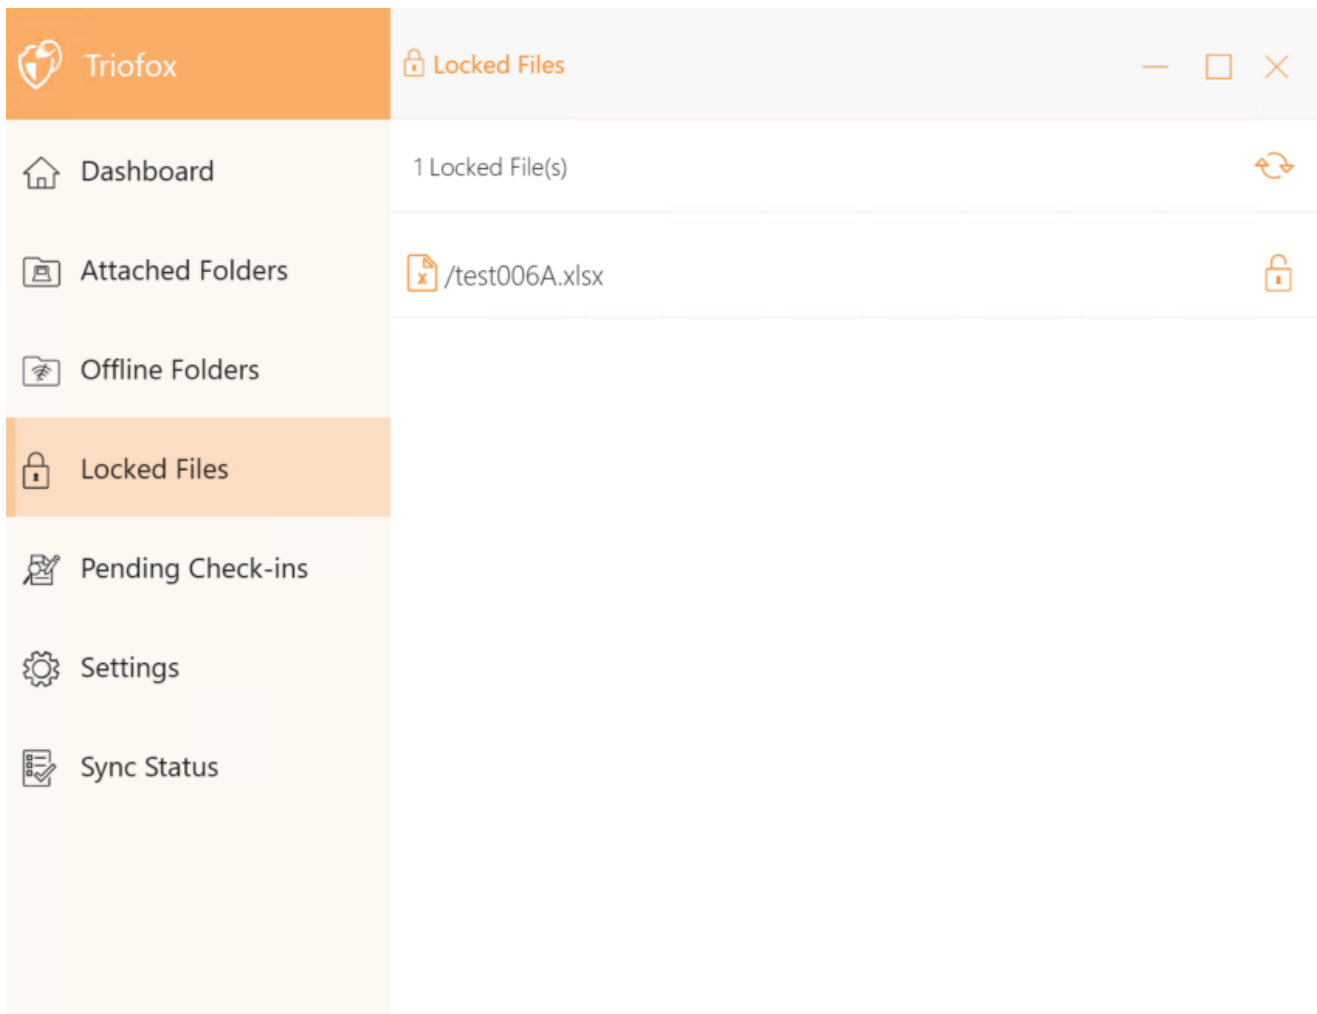 Triofox
Locked Files
Dashboard
1 Locked File(s)
Attached Folders
/test006A.xlsx
Offline Folders
Locked Files
Pending Check-ins
Settings
Sync Status